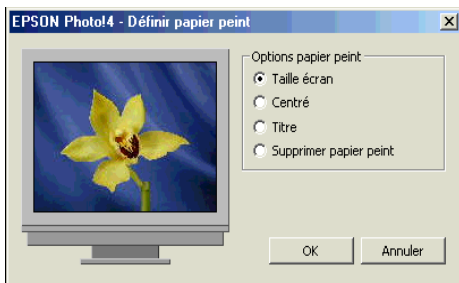 EPSON Photo!4 - Définir papier peint
Options papier peint
Taille écran
Centré
Titre
Supprimer papier peint
OK
Annuler